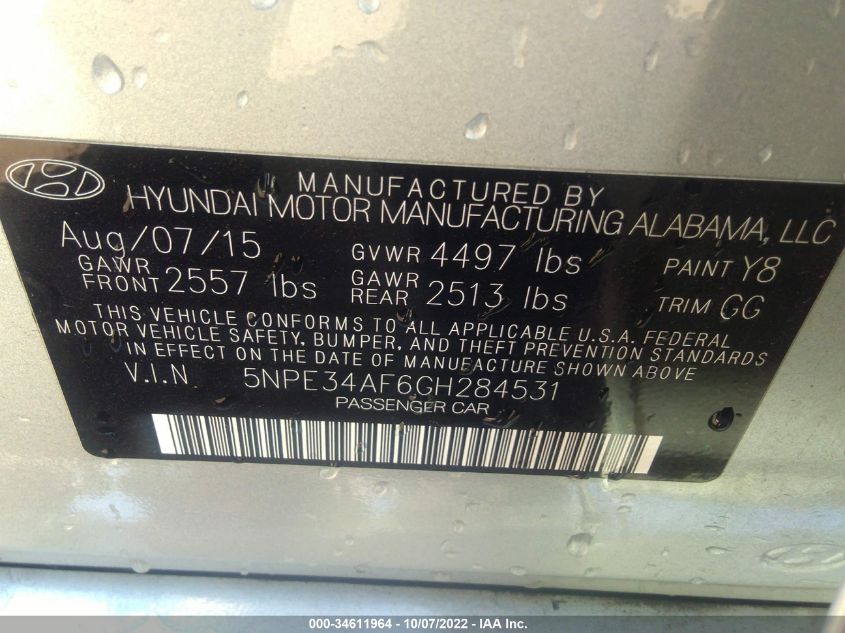 MANUFACTURED BY
HYUNDAI MOTOR MANUFACTURING ALABAMA, LLC
Aug/07/15 GVWR 4497 lbs PAINT Y8
GAWR FRONT 2557 lbs GAWR REAR 2513 lbs TRIM GG
THIS VEHICLE CONFORMS TO ALL APPLICABLE U.S.A. FEDERAL
MOTOR VEHICLE SAFETY, BUMPER, AND THEFT PREVENTION STANDARDS
IN EFFECT ON THE DATE OF MANUFACTURE SHOWN ABOVE
V.I.N 5NPE34AF6GH284531
PASSENGER CAR
000-34611964 - 10/07/2022 - IAA Inc.